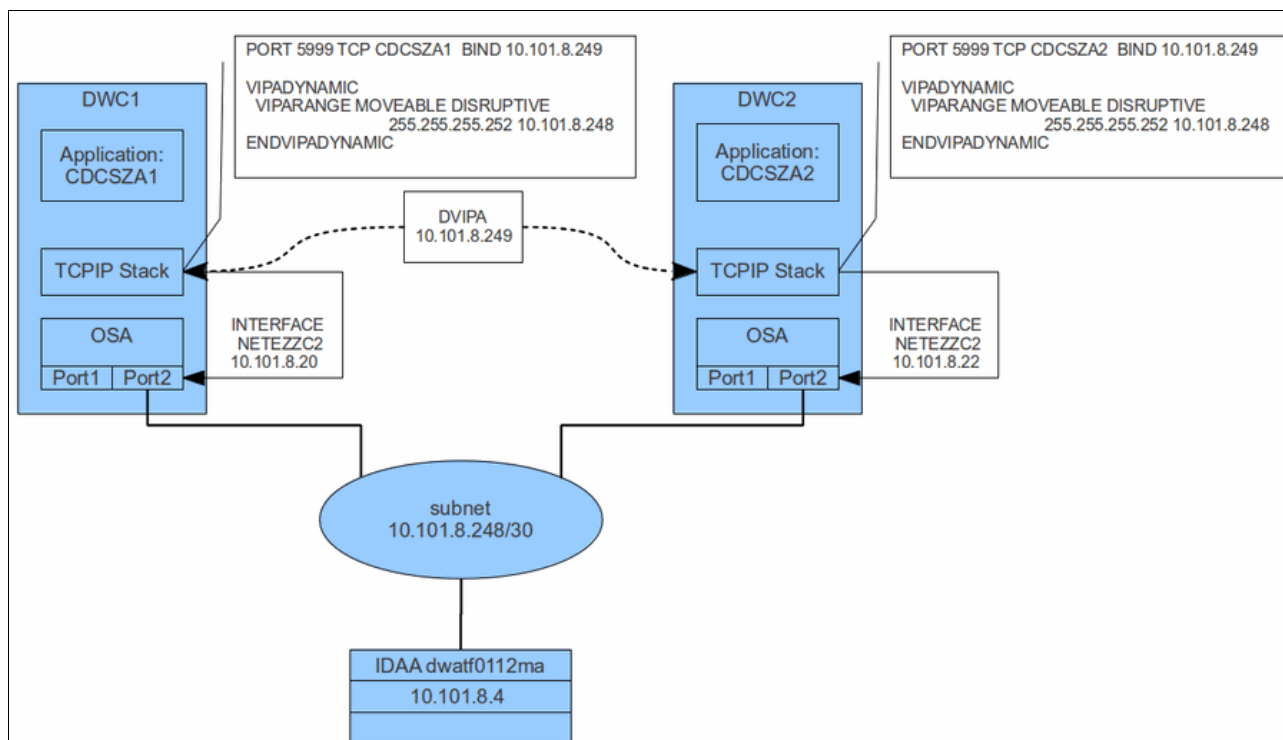 PORT 5999 TCP CDCSZA1 BIND 10.101.8.249
VIPADYNAMIC
VIPARANGE MOVEABLE DISRUPTIVE
255.255.255.252 10.101.8.248
ENDVIPADYNAMIC
PORT 5999 TCP CDCSZA2 BIND 10.101.8.249
VIPADYNAMIC
VIPARANGE MOVEABLE DISRUPTIVE
255.255.255.252 10.101.8.248
ENDVIPADYNAMIC
DWC1
Application:
CDCSZA1
TCPIP Stack
OSA
Port1
Port2
INTERFACE
NETEZZC2
10.101.8.20
DVIPA
10.101.8.249
DWC2
Application:
CDCSZA2
TCPIP Stack
OSA
Port1
Port2
INTERFACE
NETEZZC2
10.101.8.22
subnet
10.101.8.248/30
IDAA dwatf0112ma
10.101.8.4